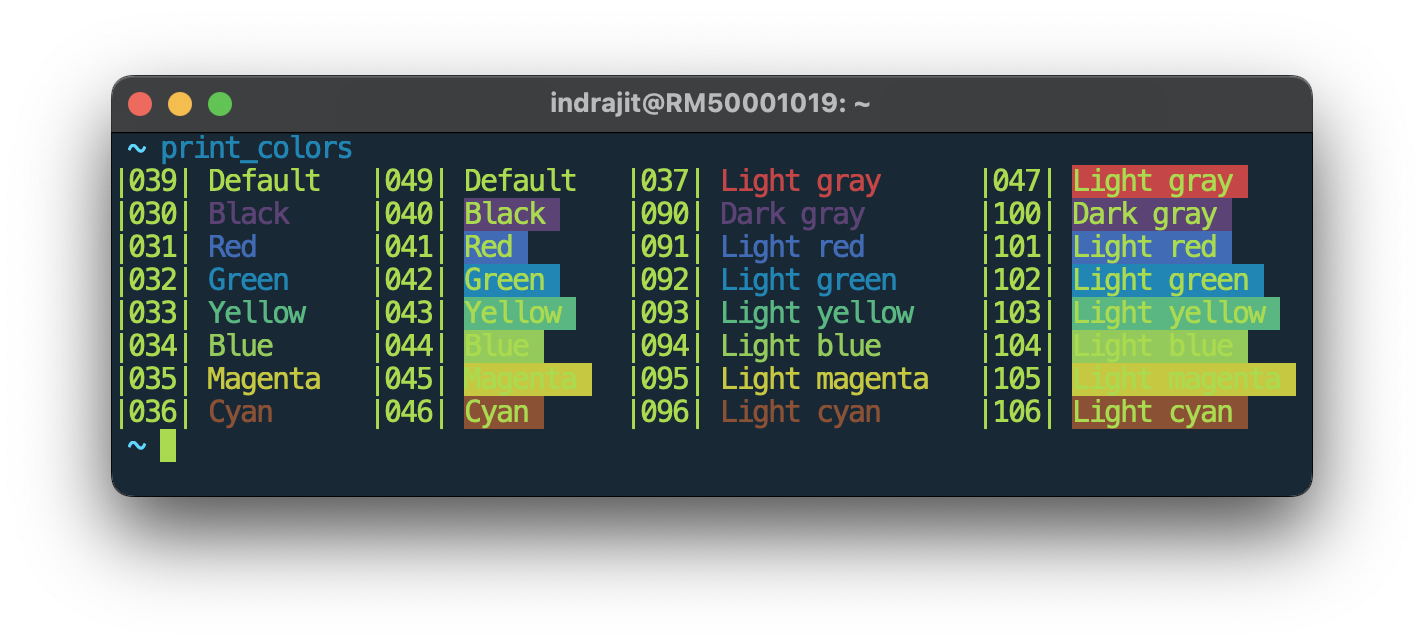 indrajit@RM50001019: ~
~ print_colors
|039| Default |049| Default |037| Light gray |047| Light gray
|030| Black |040| Black |090| Dark gray |100| Dark gray
|031| Red |041| Red |091| Light red |101| Light red
|032| Green |042| Green |092| Light green |102| Light green
|033| Yellow |043| Yellow |093| Light yellow |103| Light yellow
|034| Blue |044| Blue |094| Light blue |104| Light blue
|035| Magenta |045| Magenta |095| Light magenta |105| Light magenta
|036| Cyan |046| Cyan |096| Light cyan |106| Light cyan
~